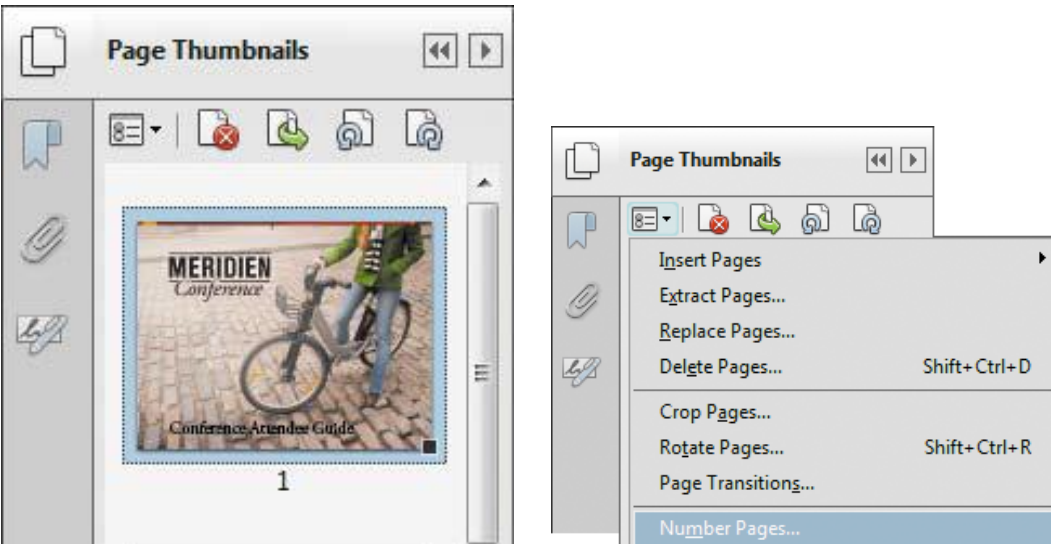 Page Thumbnails
MERIDIEN
Conference
Conference Attendee Guide
1
Page Thumbnails
Insert Pages
Extract Pages...
Replace Pages...
Delete Pages... Shift+Ctrl+D
Crop Pages...
Rotate Pages... Shift+Ctrl+R
Page Transitions...
Number Pages...